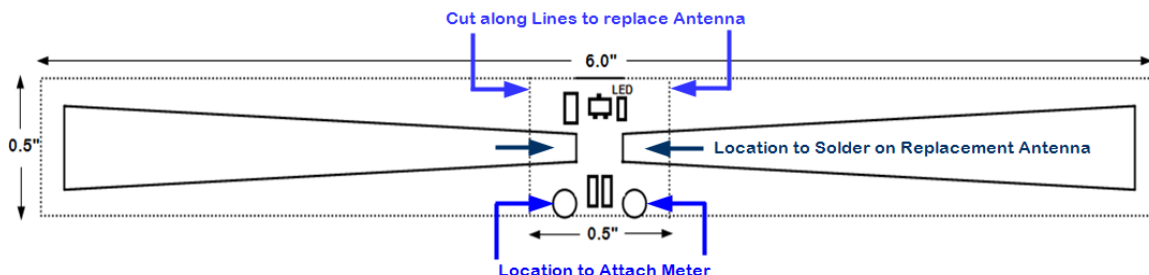 Cut along Lines to replace Antenna
6.0"
LED
0.5"
Location to Solder on Replacement Antenna
0.5"
Location to Attach Meter